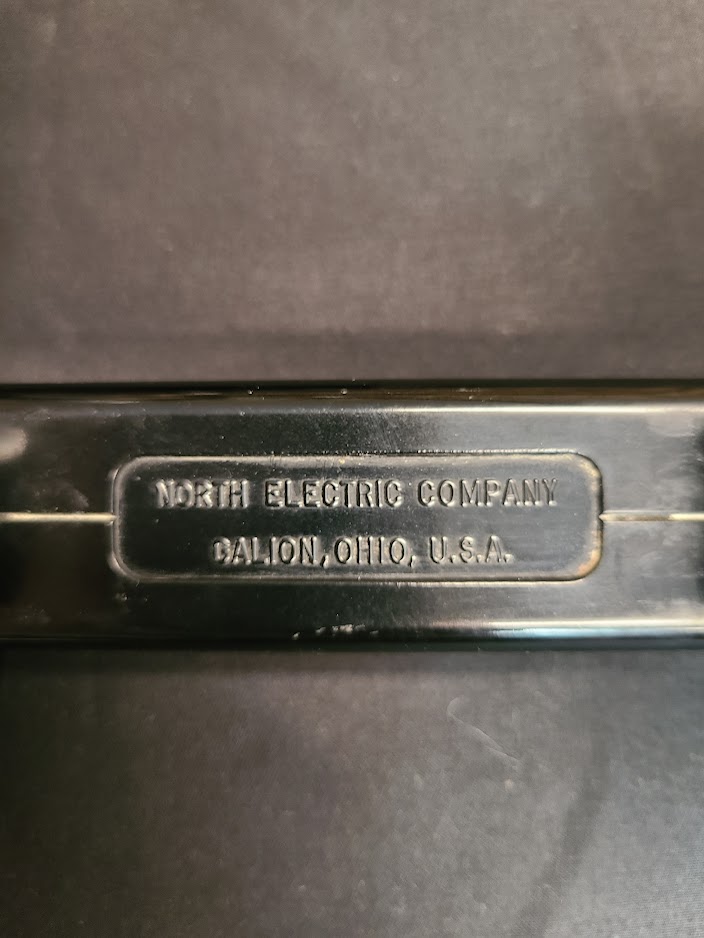 NORTH ELECTRIC COMPANY
GALION, OHIO, U.S.A.